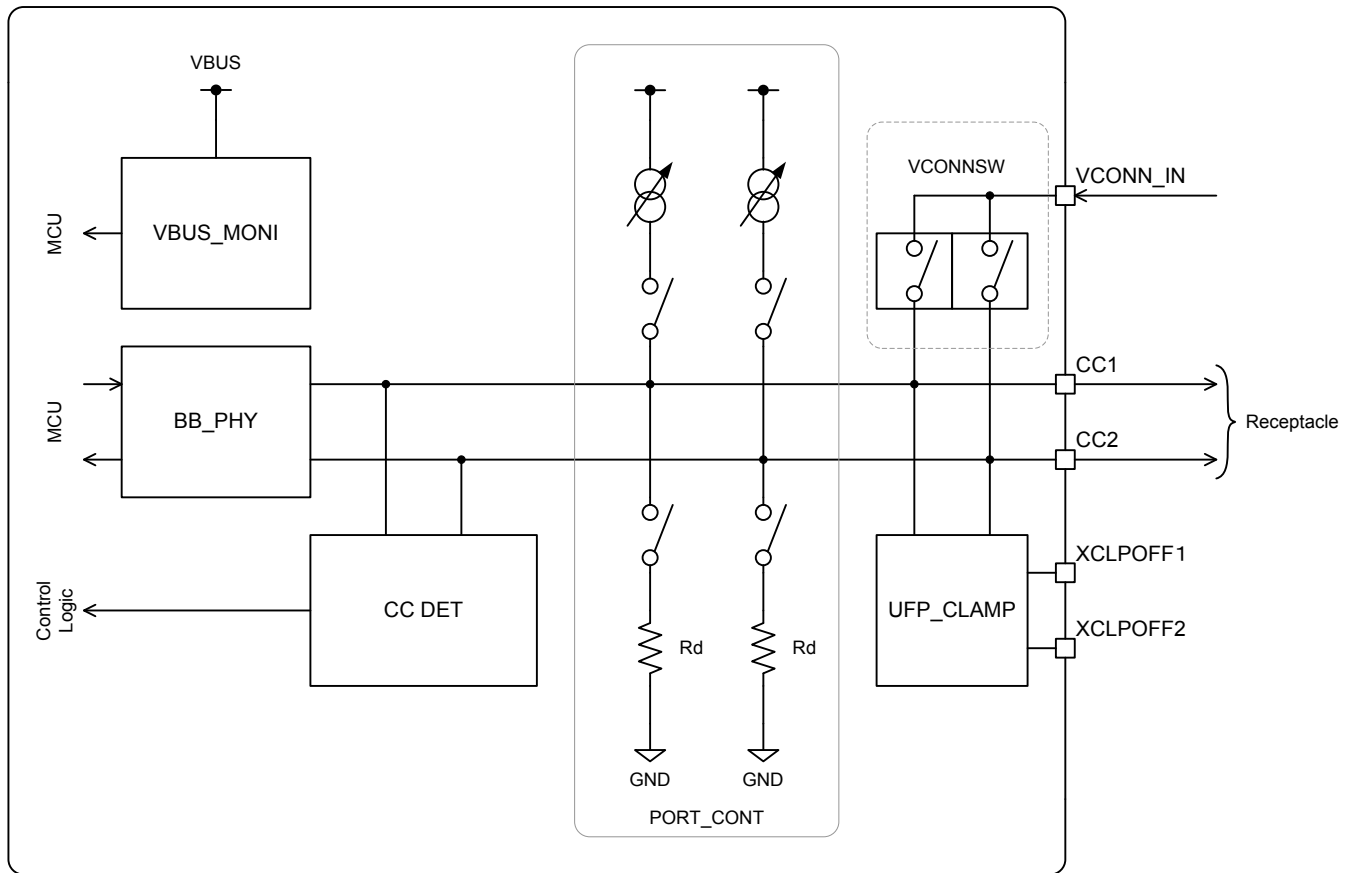 VBUS
VCONNSW
VCONN_IN
MCU
VBUS_MONI
CC1
MCU
BB_PHY
Receptacle
CC2
XCLPOFF1
Control
Logic
CC DET
UFP_CLAMP
XCLPOFF2
Rd
Rd
GND
GND
PORT_CONT